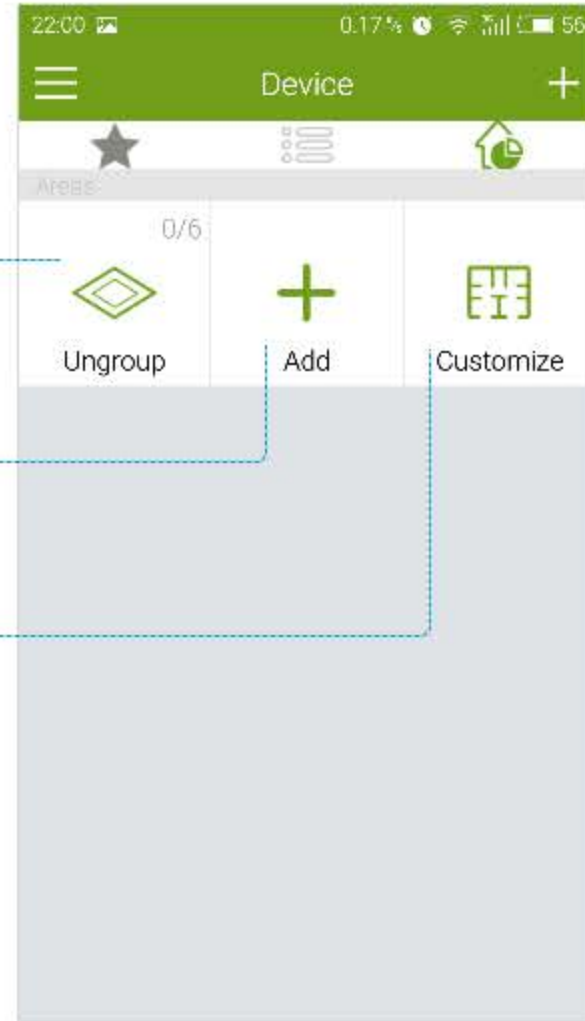 22:00 0.17% 56
Device
Areas
0/6
Ungroup Add Customize